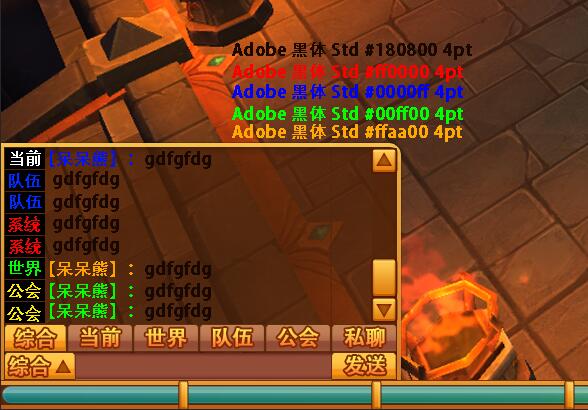 Adobe 黑体 Std #180800 4pt
Adobe 黑体 Std #ff0000 4pt
Adobe 黑体 Std #0000ff 4pt
Adobe 黑体 Std #00ff00 4pt
Adobe 黑体 Std #ffaa00 4pt
当前【呆呆熊】：gdfgfdg
队伍 gdfgfdg
队伍 gdfgfdg
系统 gdfgfdg
系统 gdfgfdg
世界【呆呆熊】：gdfgfdg
公会【呆呆熊】：gdfgfdg
公会【呆呆熊】：gdfgfdg
综合 当前 世界 队伍 公会 私聊
综合 发送